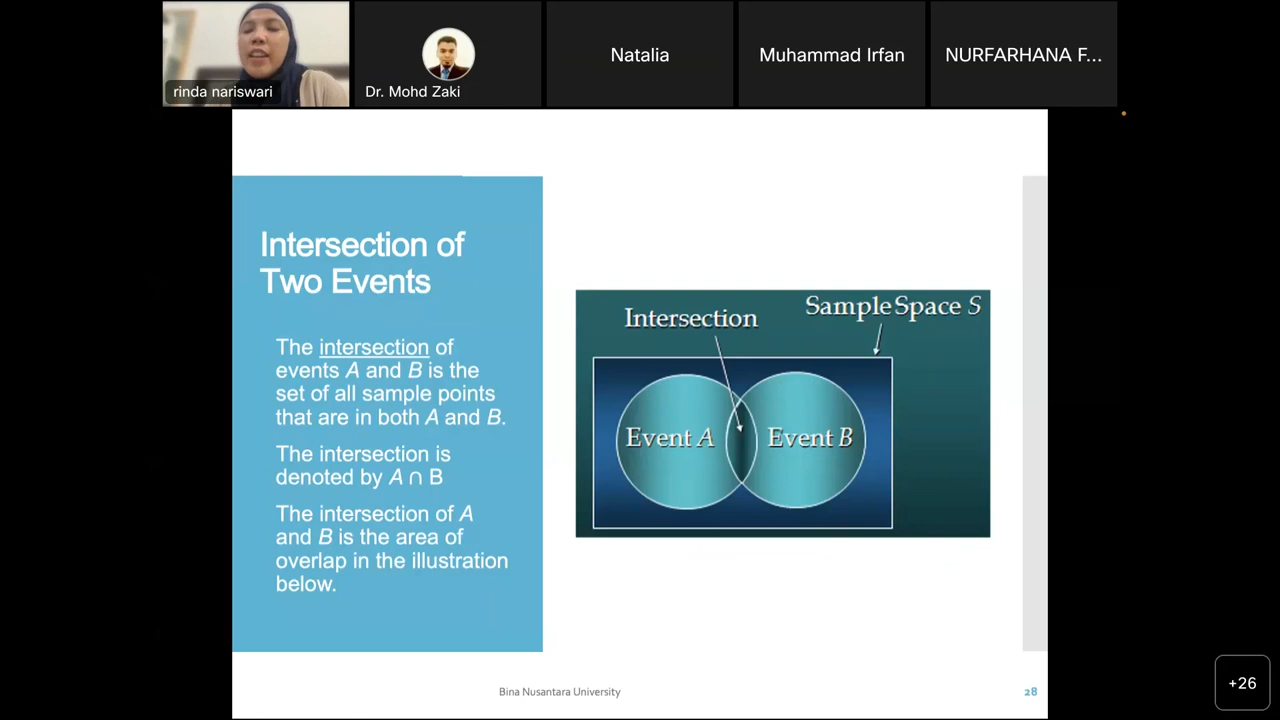 rinda nariswari
Dr. Mohd Zaki
Natalia
Muhammad Irfan
NURFARHANA F...
Intersection of
Two Events
The intersection of
events A and B is the
set of all sample points
that are in both A and B.
The intersection is
denoted by A ∩ B
The intersection of A
and B is the area of
overlap in the illustration
below.
Intersection
Sample Space S
Event A
Event B
Bina Nusantara University
28
+26